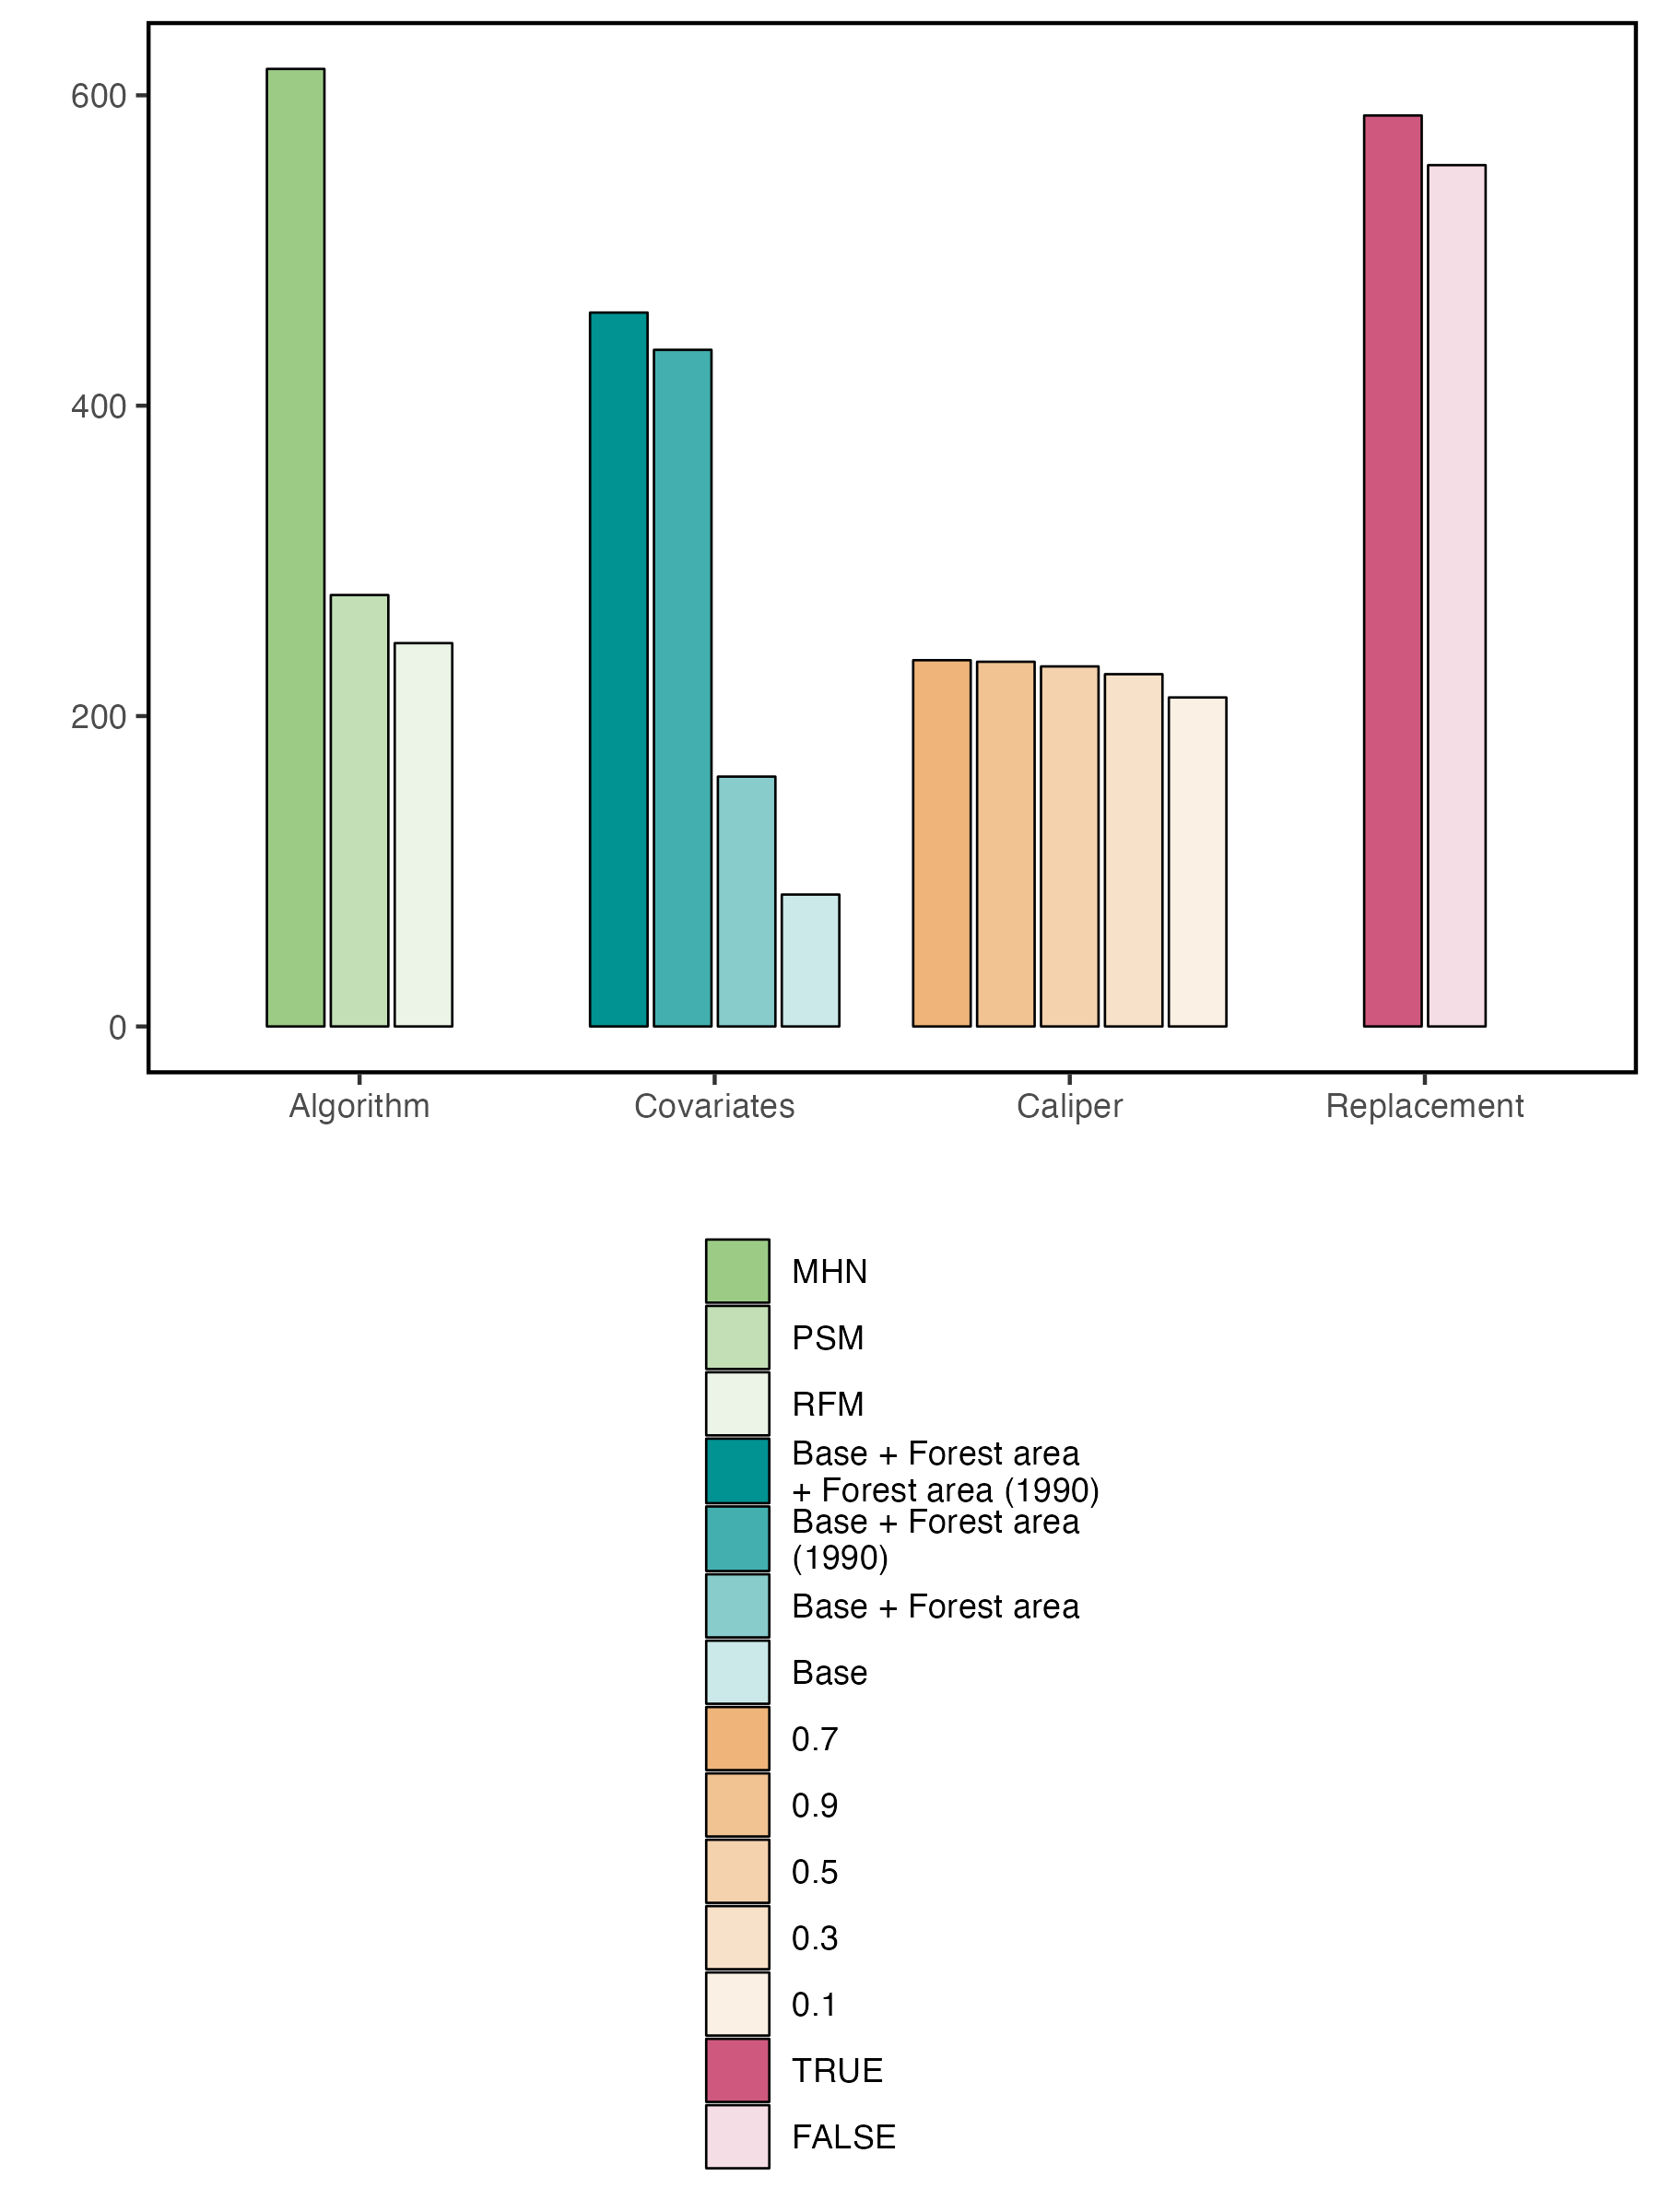 600
400
200
0
Algorithm
Covariates
Caliper
Replacement
MHN
PSM
RFM
Base + Forest area
+ Forest area (1990)
Base + Forest area
(1990)
Base + Forest area
Base
0.7
0.9
0.5
0.3
0.1
TRUE
FALSE